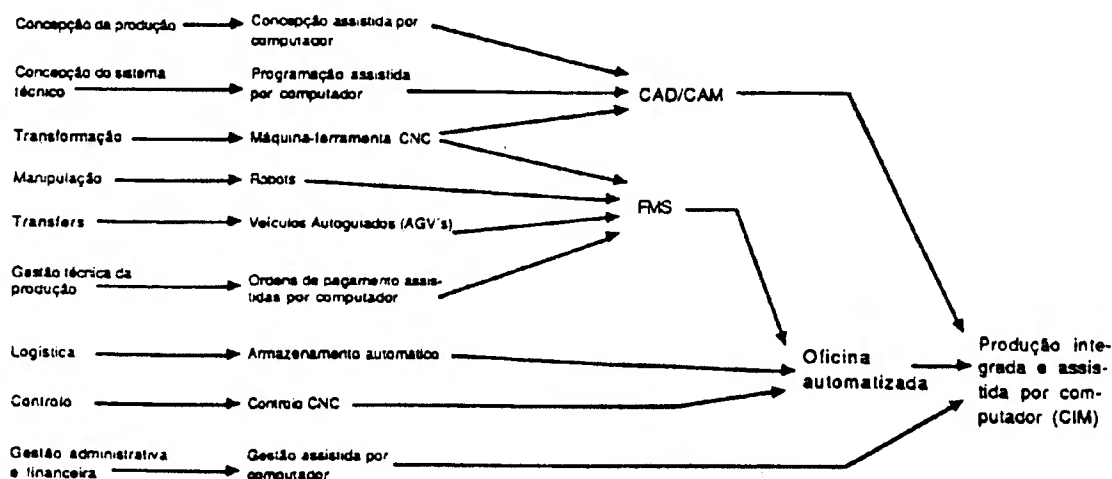 Concepção da produção
Concepção assistida por
computador
Concepção do sistema
técnico
Programação assistida
por computador
CAD/CAM
Transformação
Máquina-ferramenta CNC
Manipulação
Robots
Transfers
Veículos Autoguiados (AGV's)
FMS
Gestão técnica da
produção
Ordens de pagamento assis-
tidas por computador
Logística
Armazenamento automático
Oficina
automatizada
Produção inte-
grada e assis-
tida por com-
putador (CIM)
Controlo
Controlo CNC
Gestão administrativa
e financeira
Gestão assistida por
computador